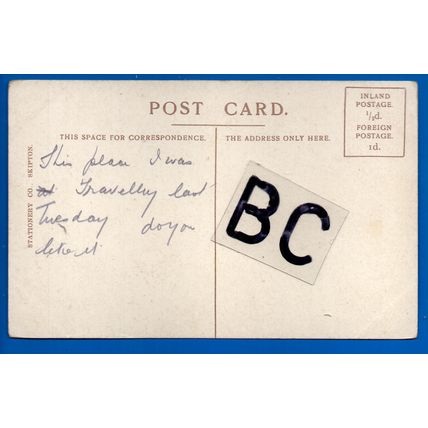 POST CARD.
INLAND
POSTAGE.
1/2d.
FOREIGN
POSTAGE.
1d.
THIS SPACE FOR CORRESPONDENCE.
THE ADDRESS ONLY HERE.
STATIONERY CO., SKIPTON.
This place I was
at Travelling last
Tuesday do you
like it
BC